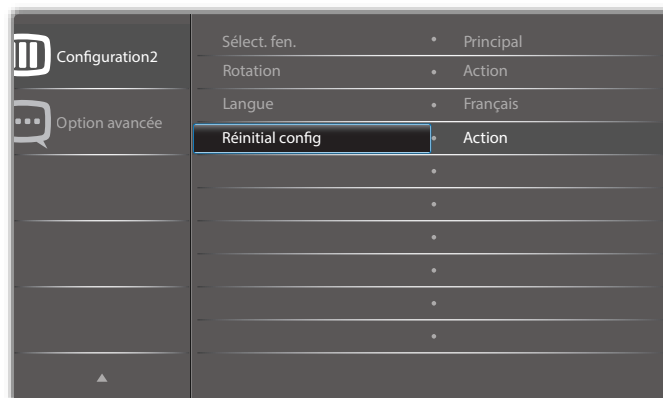 Configuration2
Option avancée
Sélect. fen. • Principal
Rotation • Action
Langue • Français
Réinitial config • Action